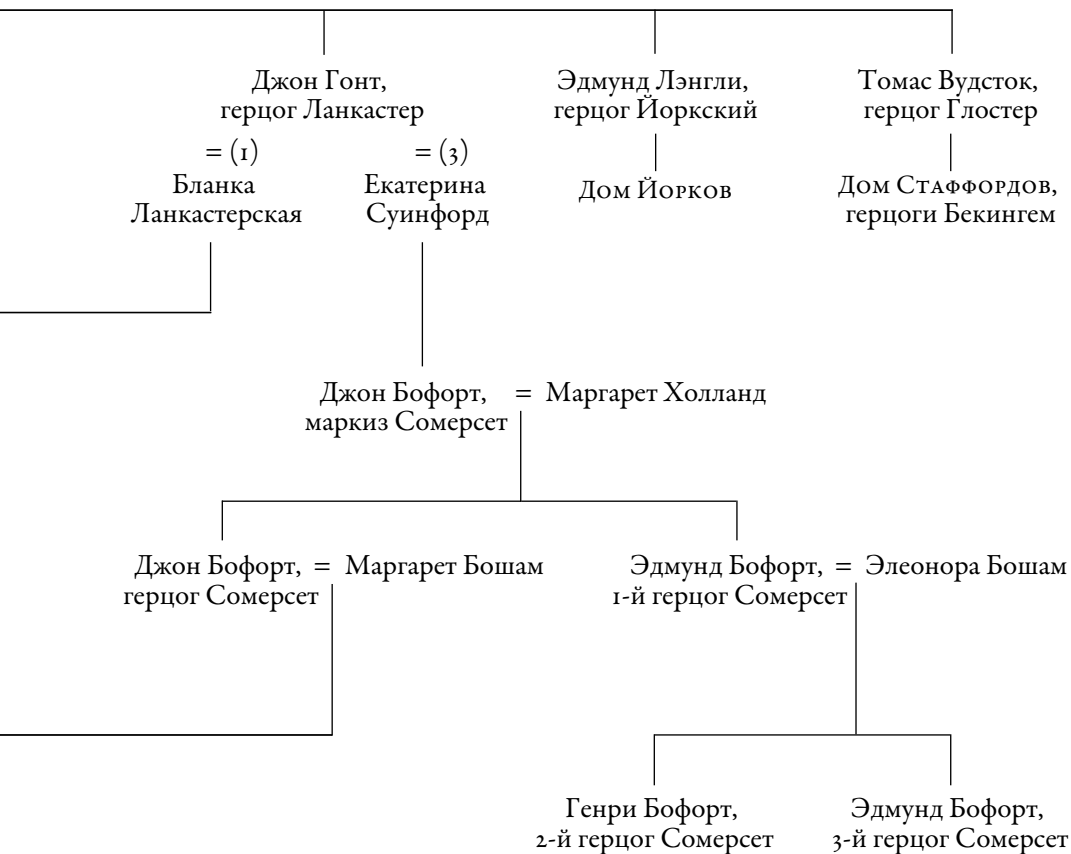 Джон Гонт,
герцог Ланкастер
Эдмунд Лэнгли,
герцог Йоркский
Томас Вудсток,
герцог Глостер
= (1)
= (3)
Бланка
Ланкастерская
Екатерина
Суинфорд
Дом Йорков
Дом Стаффордов,
герцоги Бекингем
Джон Бофорт,
маркиз Сомерсет
= Маргарет Холланд
Джон Бофорт,
герцог Сомерсет
= Маргарет Бошам
Эдмунд Бофорт,
1-й герцог Сомерсет
= Элеонора Бошам
Генри Бофорт,
2-й герцог Сомерсет
Эдмунд Бофорт,
3-й герцог Сомерсет